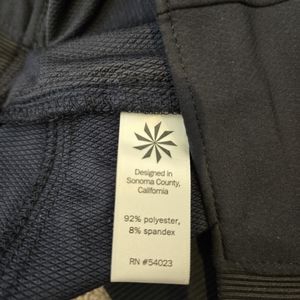 Designed in
Sonoma County,
California
92% polyester,
8% spandex
RN #54023